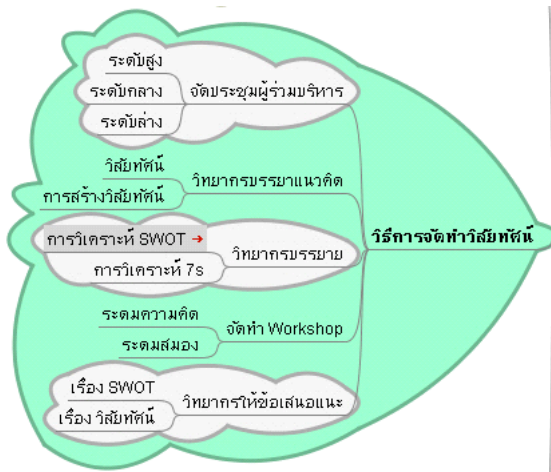 ระดับสูง
ระดับกลาง
ระดับล่าง
จัดประชุมผู้ร่วมบริหาร
วิสัยทัศน์
การสร้างวิสัยทัศน์
วิทยากรบรรยาแนวคิด
การวิเคราะห์ SWOT
การวิเคราะห์ 7s
วิทยากรบรรยาย
วิธีการจัดทำวิสัยทัศน์
ระดมความคิด
ระดมสมอง
จัดทำ Workshop
เรื่อง SWOT
เรื่อง วิสัยทัศน์
วิทยากรให้ข้อเสนอแนะ